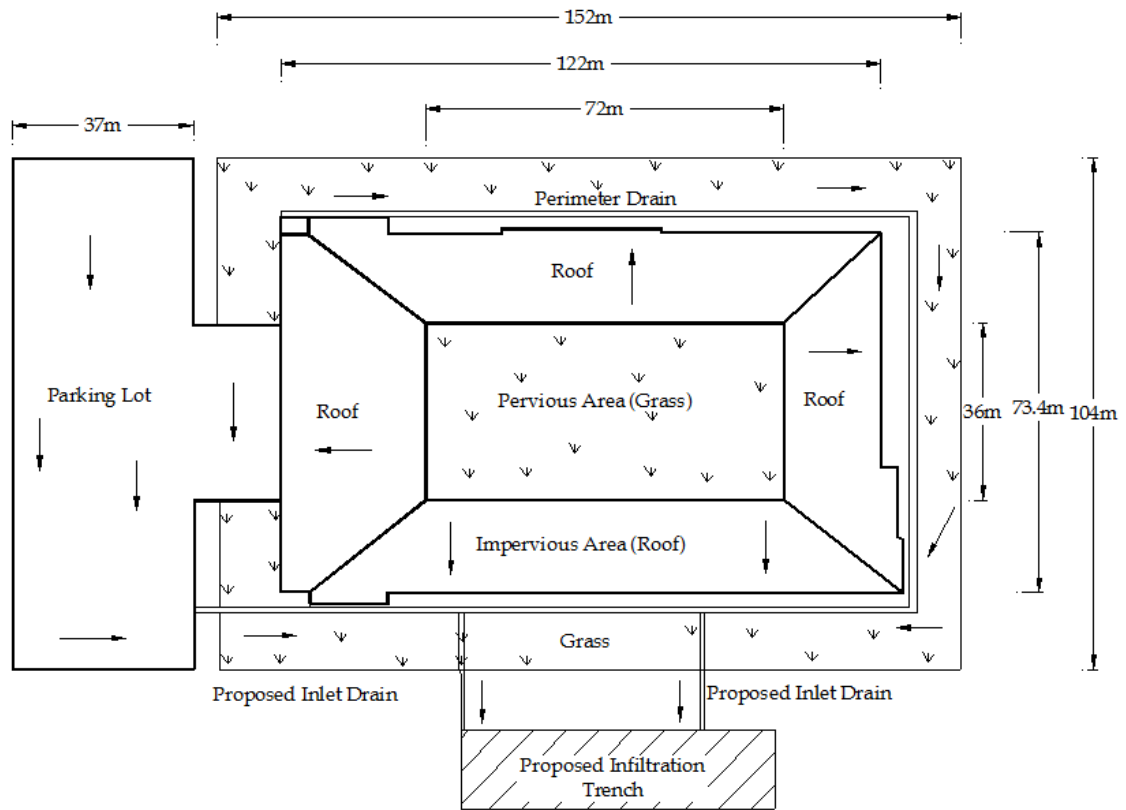 152m
122m
72m
37m
Perimeter Drain
Roof
Parking Lot
Roof
Pervious Area (Grass)
Roof
36m
73.4m
104m
Impervious Area (Roof)
Grass
Proposed Inlet Drain
Proposed Inlet Drain
Proposed Infiltration
Trench